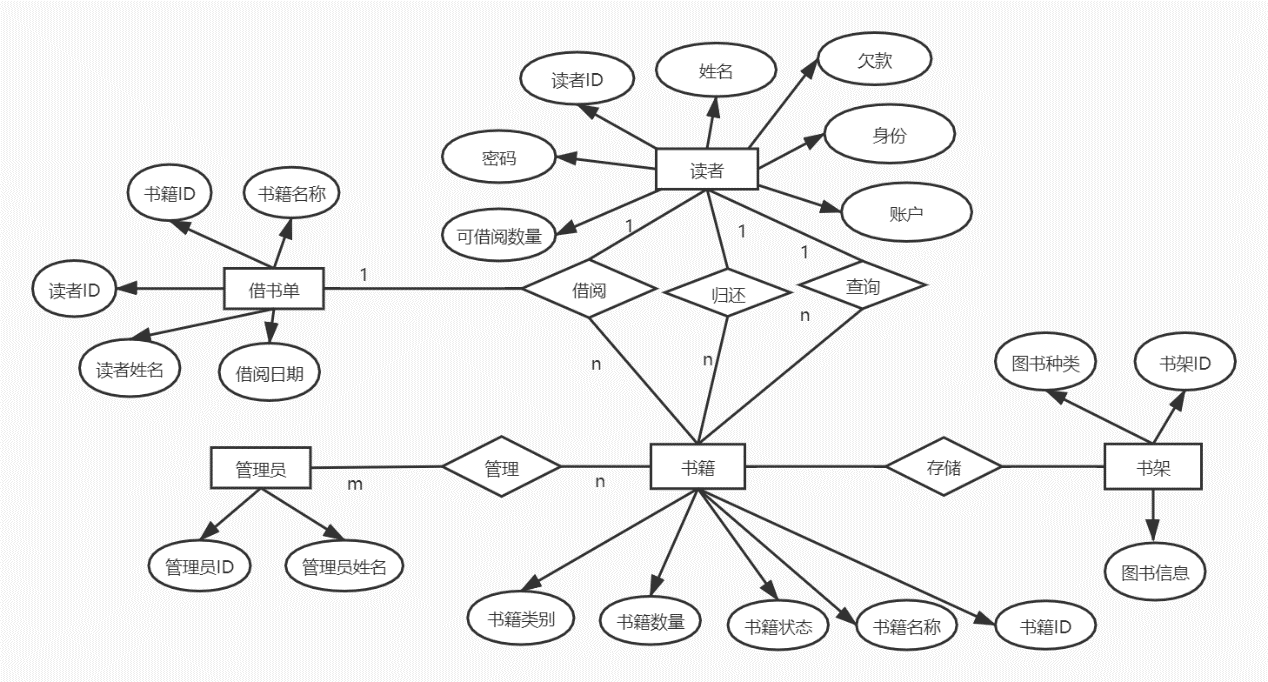 欠款
姓名
读者ID
身份
密码
读者
书籍ID
书籍名称
账户
可借阅数量
1
1
1
1
读者ID
借书单
借阅
归还
查询
n
n
n
读者姓名
借阅日期
图书种类
书架ID
管理员
m
管理
n
书籍
存储
书架
管理员ID
管理员姓名
图书信息
书籍类别
书籍数量
书籍状态
书籍名称
书籍ID